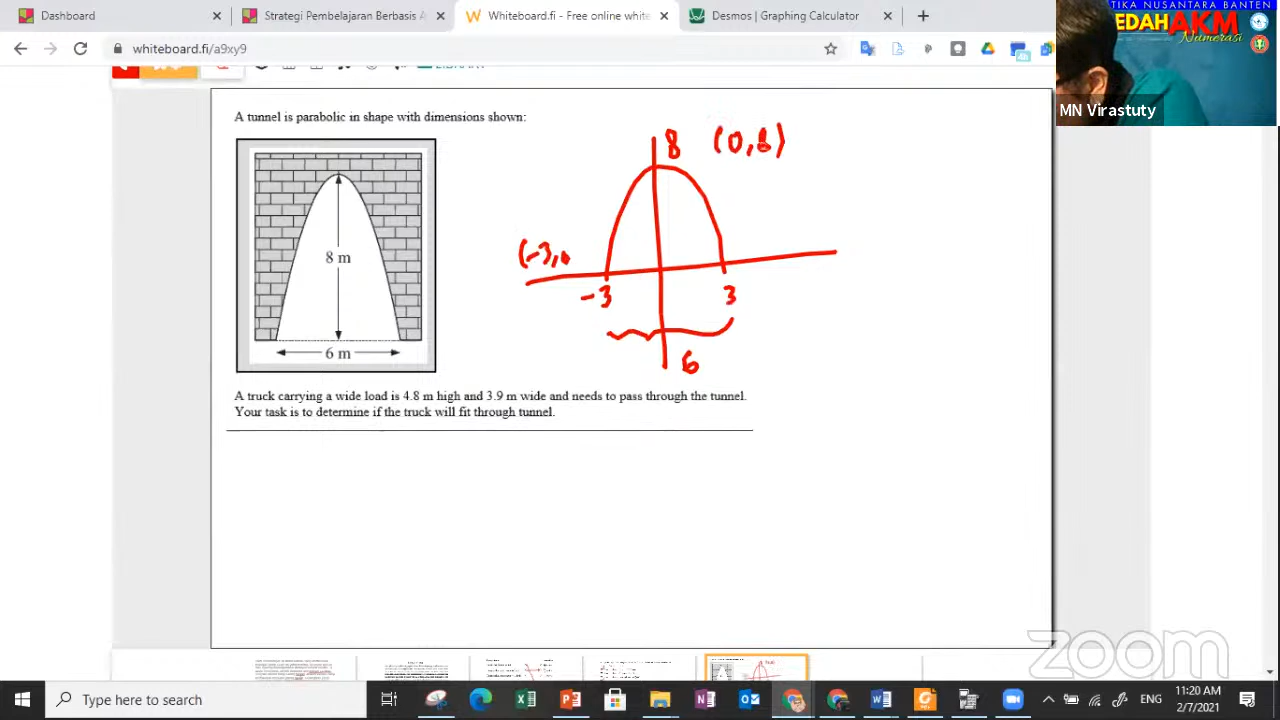 Dashboard
Strategi Pembelajaran Berbasis A
Whiteboard.fi - Free online white
Desmos | Graphing Calculator
whiteboard.fi/a9xy9
TIKA NUSANTARA BANTEN
EDAH AKM
Numerasi
MN Virastuty
A tunnel is parabolic in shape with dimensions shown:
8 m
6 m
8
(0,8)
(-3,
-3
3
6
A truck carrying a wide load is 4.8 m high and 3.9 m wide and needs to pass through the tunnel.
Your task is to determine if the truck will fit through tunnel.
zoom
Type here to search
ENG
11:20 AM
2/7/2021